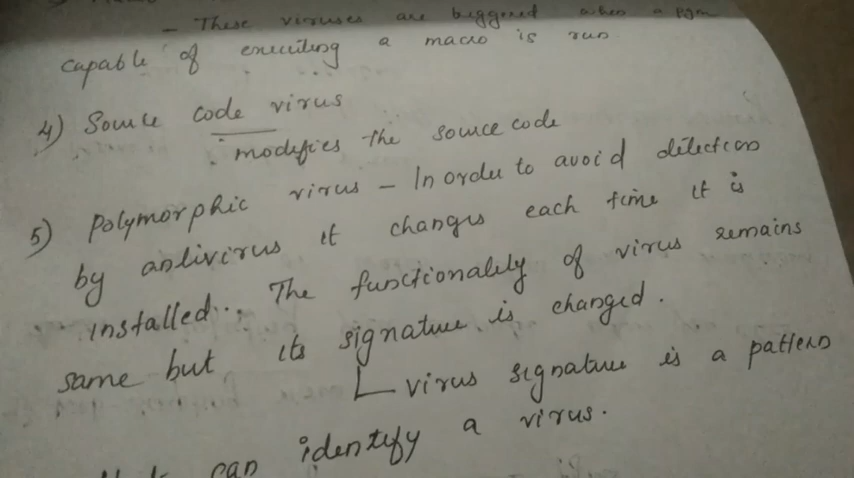 - These viruses are triggered when a pgm
capable of executing a macro is run
4) Source code virus
. modifies the source code
5) Polymorphic virus - In order to avoid detection
by antivirus it changes each time it is
installed.. The functionality of virus remains
same but its signature is changed.
virus signature is a pattern
can identify a virus.